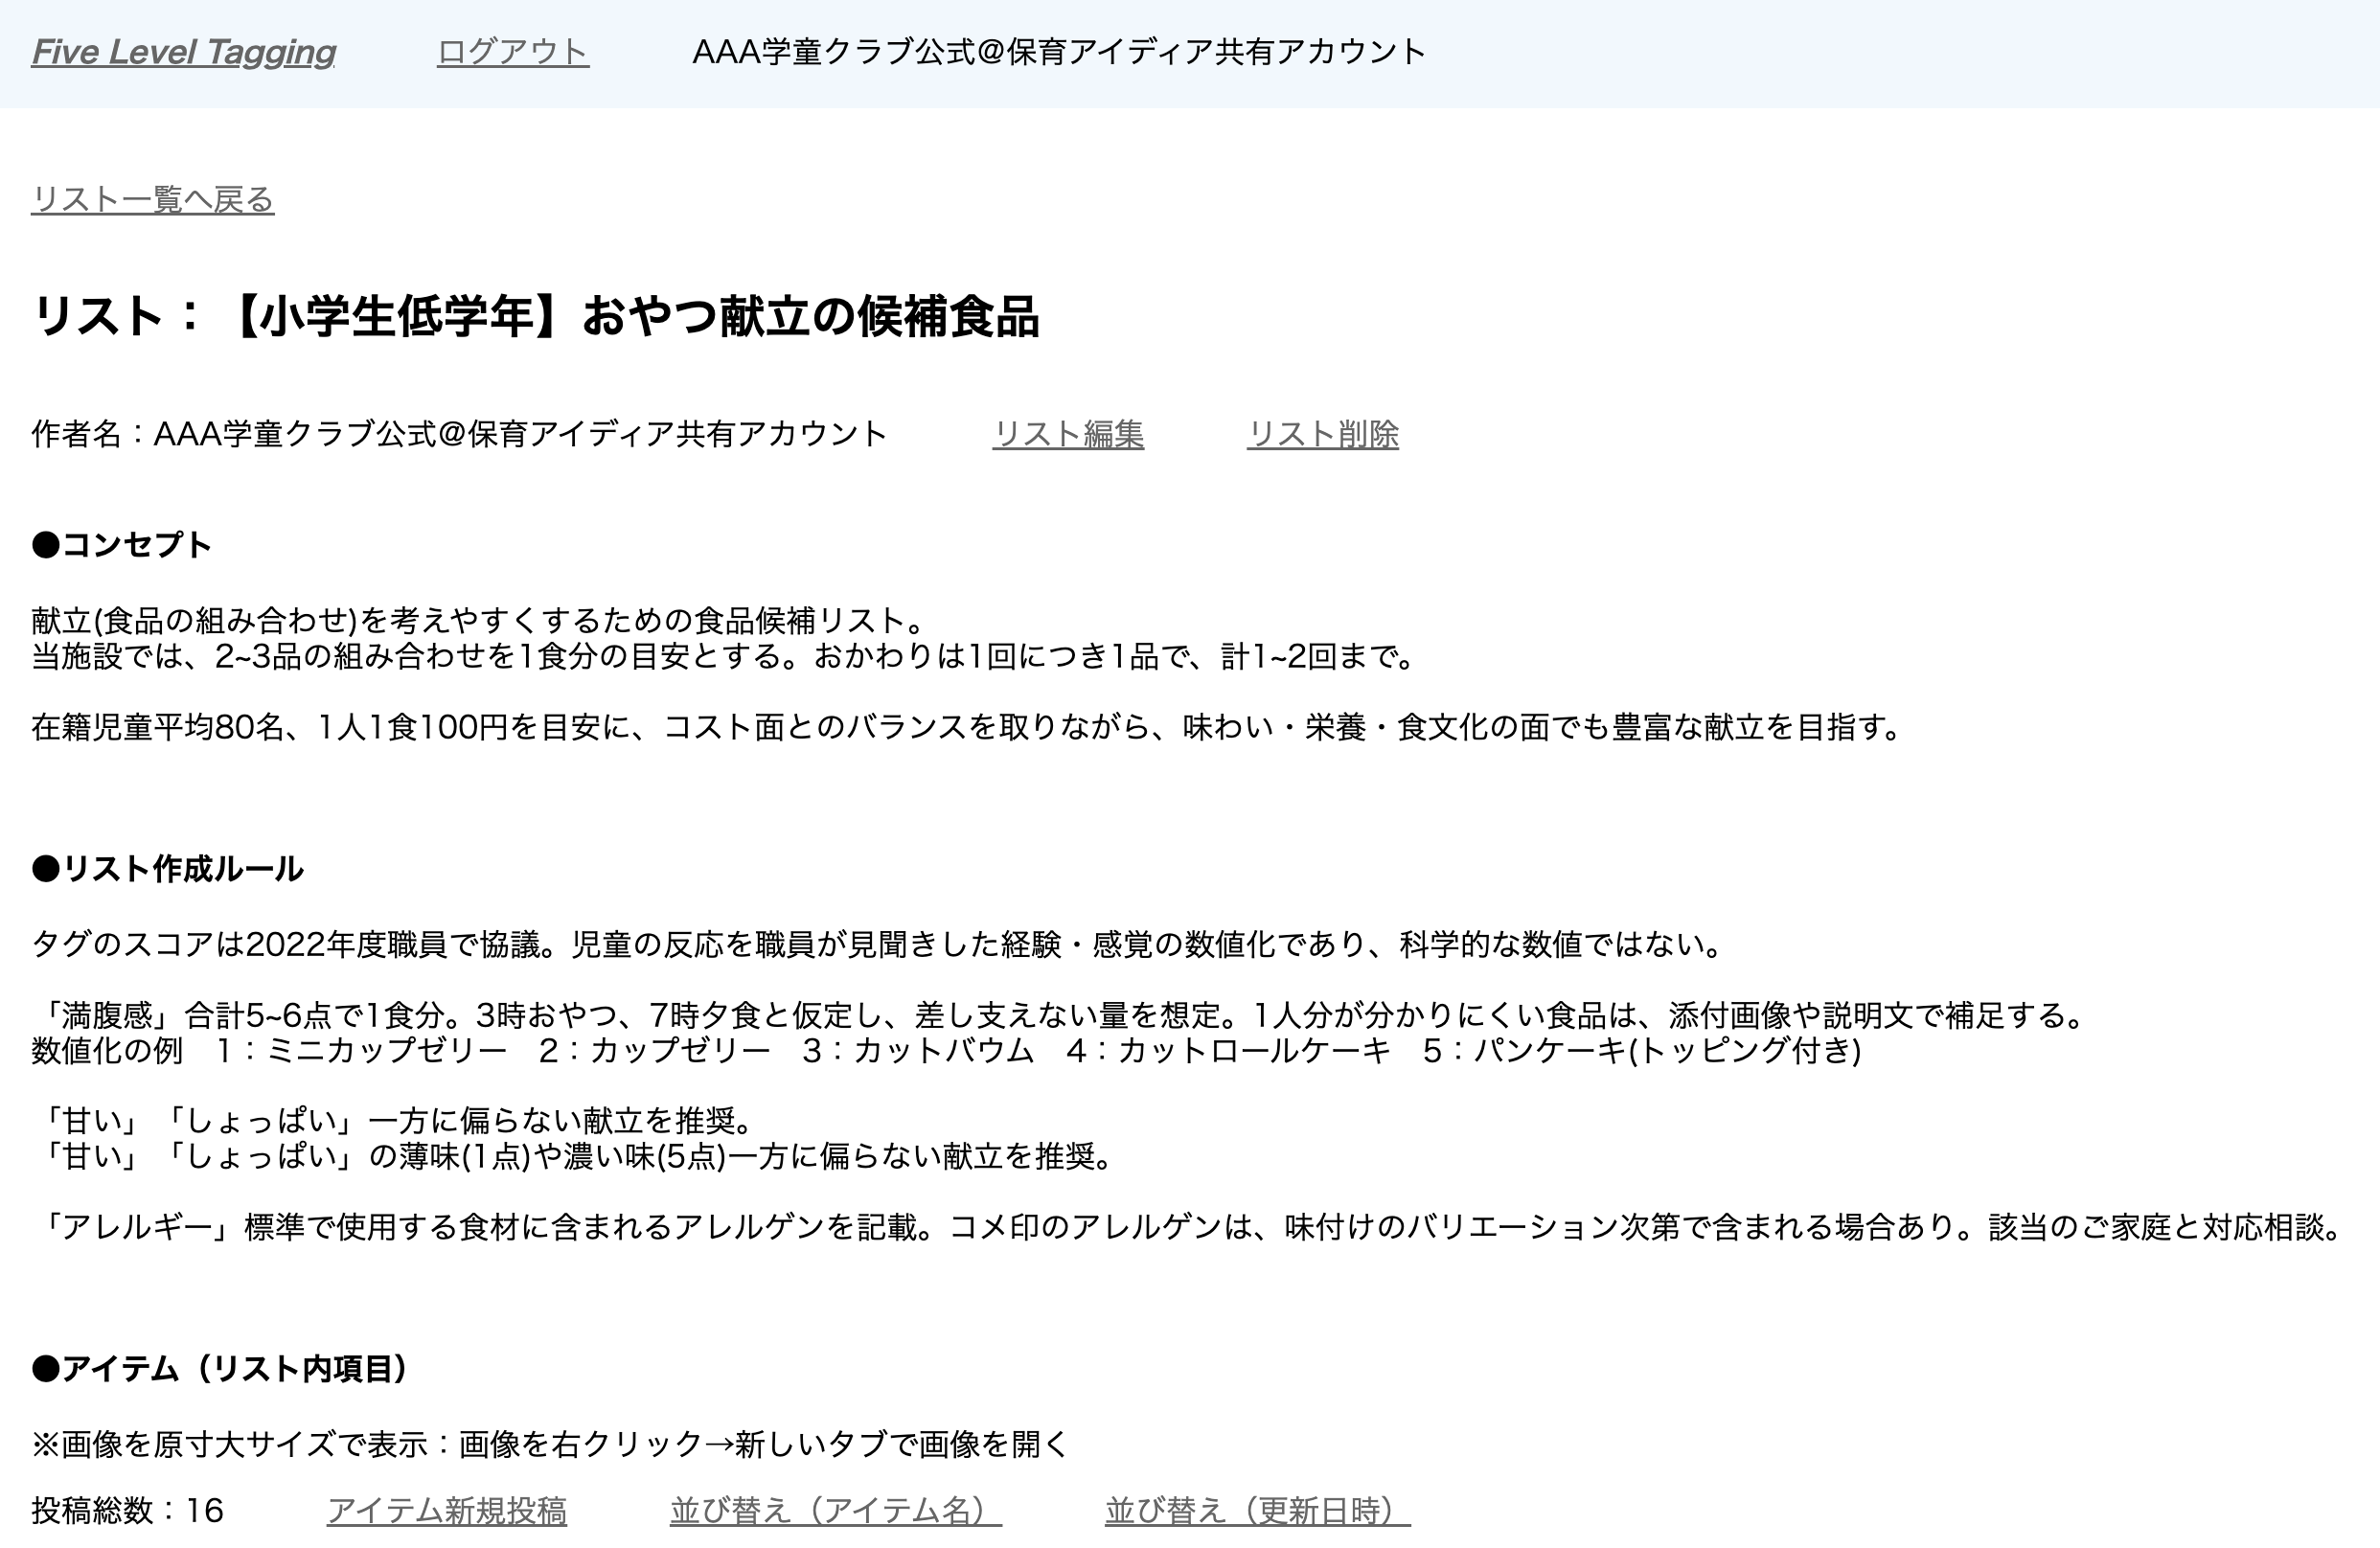 Five Level Tagging ログアウト AAA学童クラブ公式@保育アイディア共有アカウント
リスト一覧へ戻る
リスト：【小学生低学年】おやつ献立の候補食品
作者名：AAA学童クラブ公式@保育アイディア共有アカウント リスト編集 リスト削除
●コンセプト
献立(食品の組み合わせ)を考えやすくするための食品候補リスト。
当施設では、2~3品の組み合わせを1食分の目安とする。おかわりは1回につき1品で、計1~2回まで。
在籍児童平均80名、1人1食100円を目安に、コスト面とのバランスを取りながら、味わい・栄養・食文化の面でも豊富な献立を目指す。
●リスト作成ルール
タグのスコアは2022年度職員で協議。児童の反応を職員が見聞きした経験・感覚の数値化であり、科学的な数値ではない。
「満腹感」合計5~6点で1食分。3時おやつ、7時夕食と仮定し、差し支えない量を想定。1人分が分かりにくい食品は、添付画像や説明文で補足する。
数値化の例　1：ミニカップゼリー　2：カップゼリー　3：カットバウム　4：カットロールケーキ　5：パンケーキ(トッピング付き)
「甘い」「しょっぱい」一方に偏らない献立を推奨。
「甘い」「しょっぱい」の薄味(1点)や濃い味(5点)一方に偏らない献立を推奨。
「アレルギー」標準で使用する食材に含まれるアレルゲンを記載。コメ印のアレルゲンは、味付けのバリエーション次第で含まれる場合あり。該当のご家庭と対応相談。
●アイテム（リスト内項目）
※画像を原寸大サイズで表示：画像を右クリック→新しいタブで画像を開く
投稿総数：16 アイテム新規投稿 並び替え（アイテム名） 並び替え（更新日時）